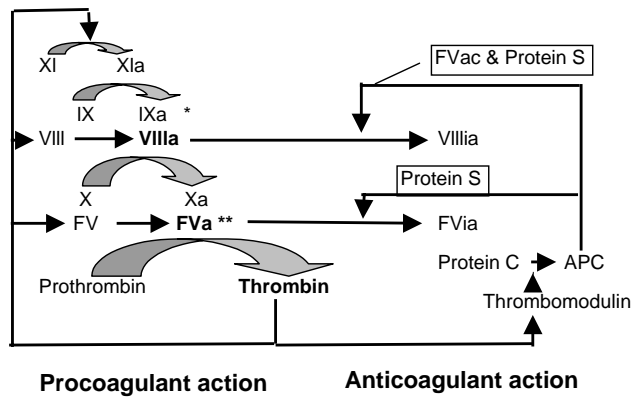 FVac & Protein S
XI XIa
IX IXa *
VIII VIIIa VIIIia
Protein S
X Xa
FV FVa ** FVia
Protein C APC
Prothrombin Thrombin Thrombomodulin
Procoagulant action Anticoagulant action